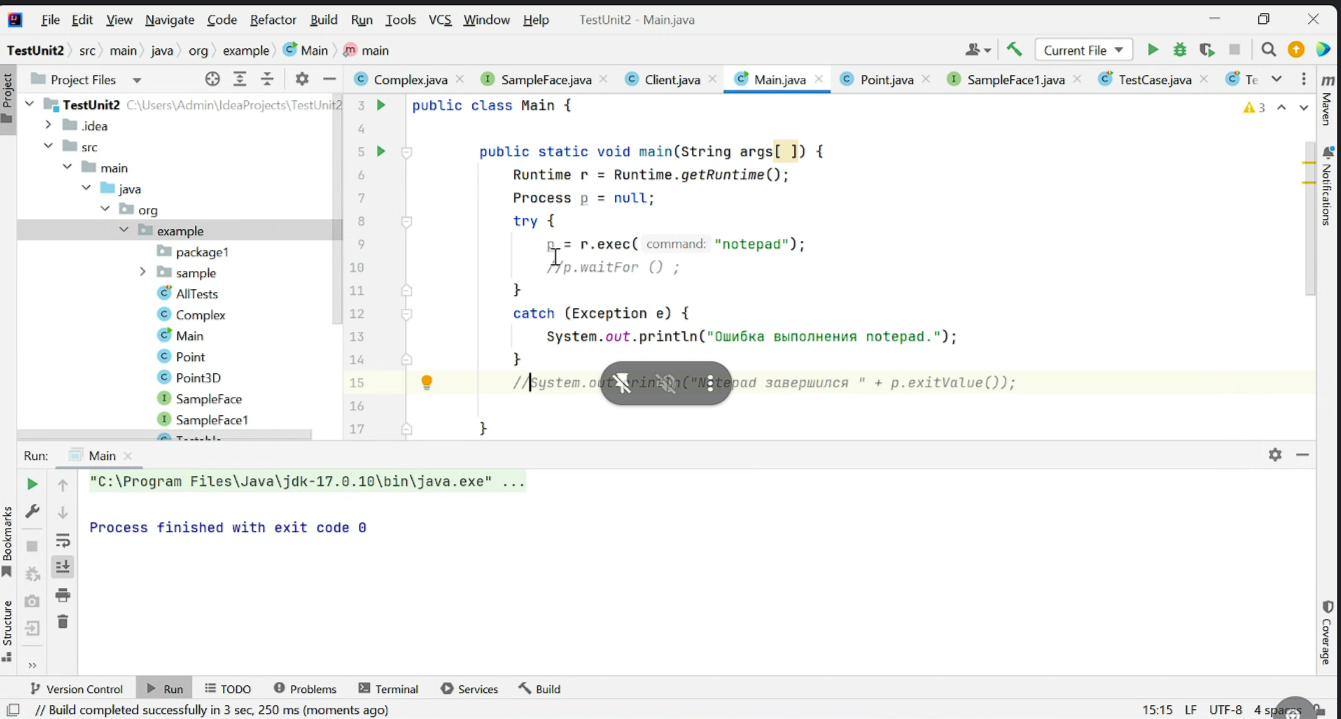 File Edit View Navigate Code Refactor Build Run Tools VCS Window Help TestUnit2 - Main.java
TestUnit2 src main java org example Main main Current File
Project Files Complex.java SampleFace.java Client.java Main.java Point.java SampleFace1.java TestCase.java Te
Project
TestUnit2 C:\Users\Admin\IdeaProjects\TestUnit2
.idea
src
main
java
org
example
package1
sample
AllTests
Complex
Main
Point
Point3D
SampleFace
SampleFace1
3 public class Main {
4
5 public static void main(String args[ ]) {
6 Runtime r = Runtime.getRuntime();
7 Process p = null;
8 try {
9 p = r.exec( command: "notepad");
10 //p.waitFor () ;
11 }
12 catch (Exception e) {
13 System.out.println("Ошибка выполнения notepad.");
14 }
15 //System.out "Notepad завершился " + p.exitValue());
16
17 }
3
Maven
Notifications
Coverage
Run: Main
"C:\Program Files\Java\jdk-17.0.10\bin\java.exe" ...
Process finished with exit code 0
Bookmarks
Structure
Version Control Run TODO Problems Terminal Services Build
// Build completed successfully in 3 sec, 250 ms (moments ago) 15:15 LF UTF-8 4 spaces